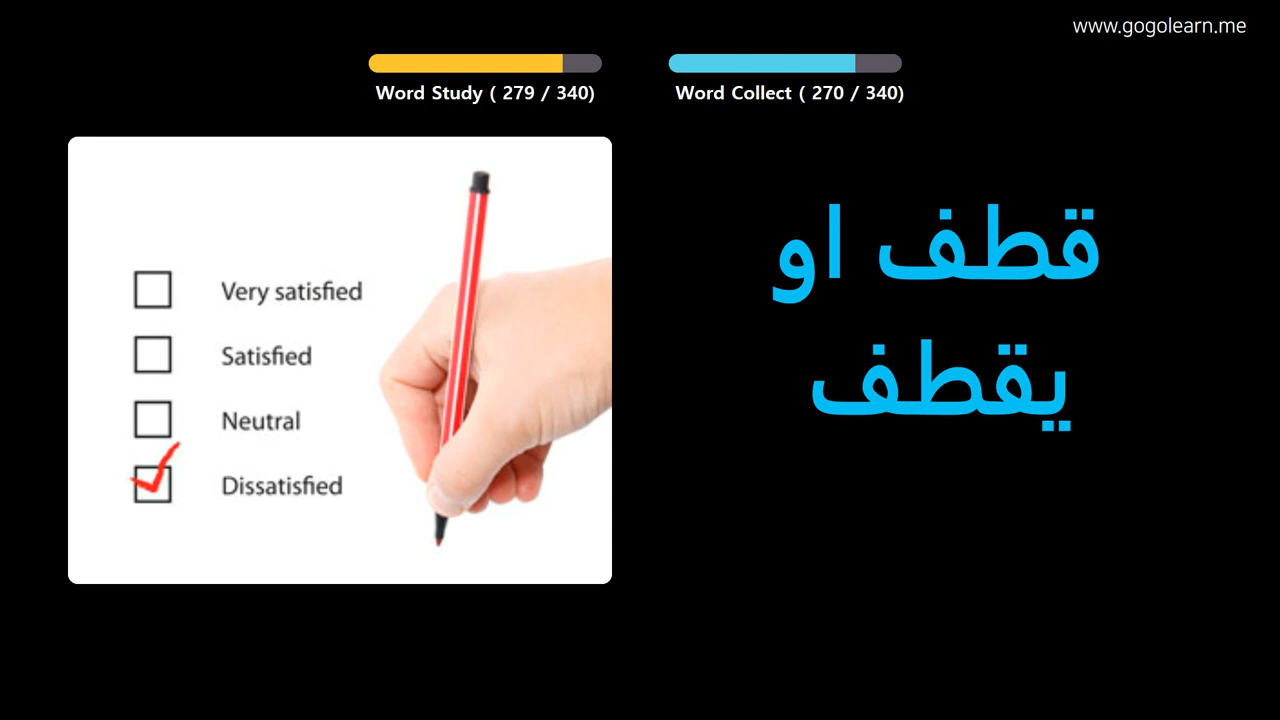 www.gogolearn.me
Word Study ( 279 / 340)
Word Collect ( 270 / 340)
Very satisfied
Satisfied
Neutral
Dissatisfied
قطف او
يقطف